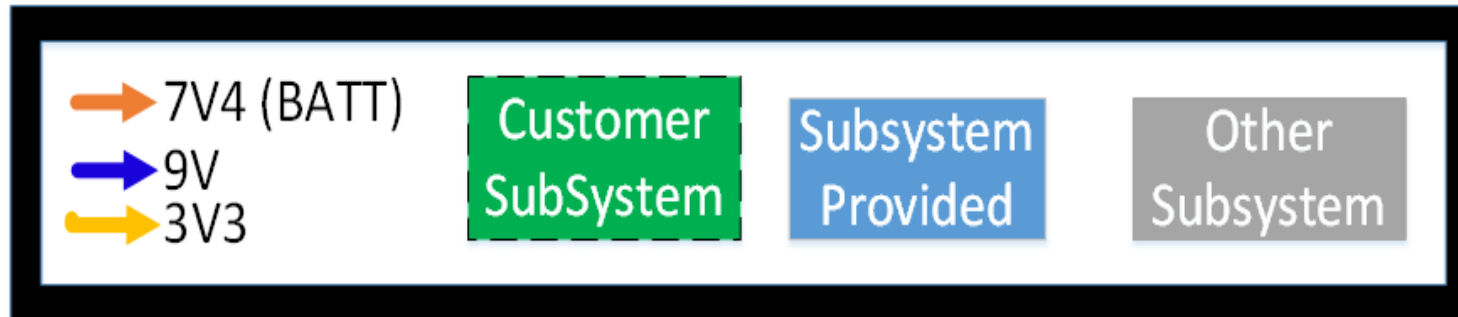 7V4 (BATT)
9V
3V3
Customer
SubSystem
Subsystem
Provided
Other
Subsystem